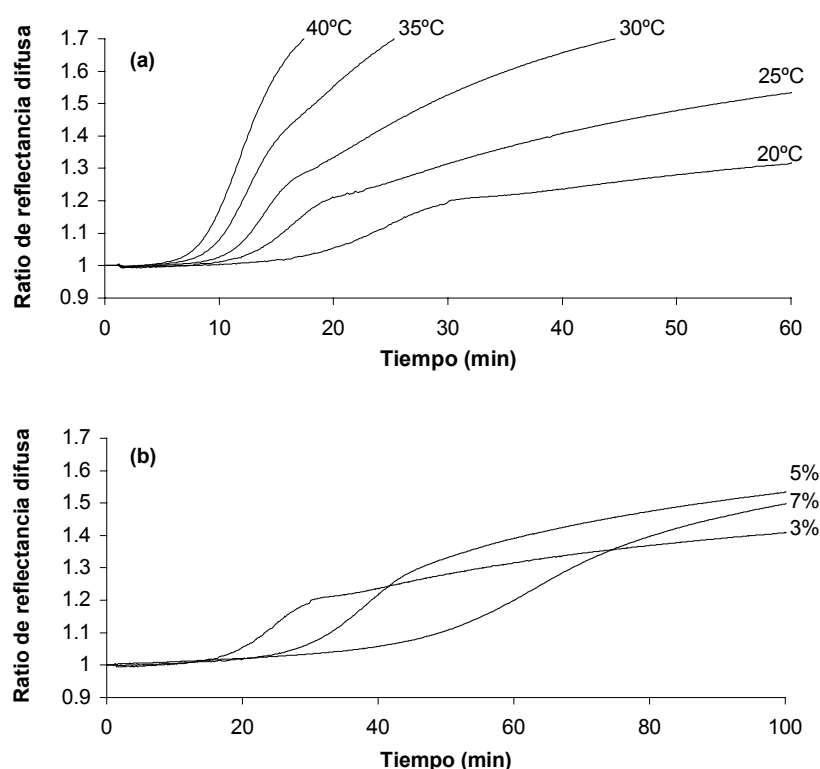 40ºC
35ºC
30ºC
(a)
25ºC
20ºC
1.7
1.6
1.5
1.4
1.3
1.2
1.1
1
0.9
Ratio de reflectancia difusa
0 10 20 30 40 50 60
Tiempo (min)
(b)
5%
7%
3%
1.7
1.6
1.5
1.4
1.3
1.2
1.1
1
0.9
Ratio de reflectancia difusa
0 20 40 60 80 100
Tiempo (min)